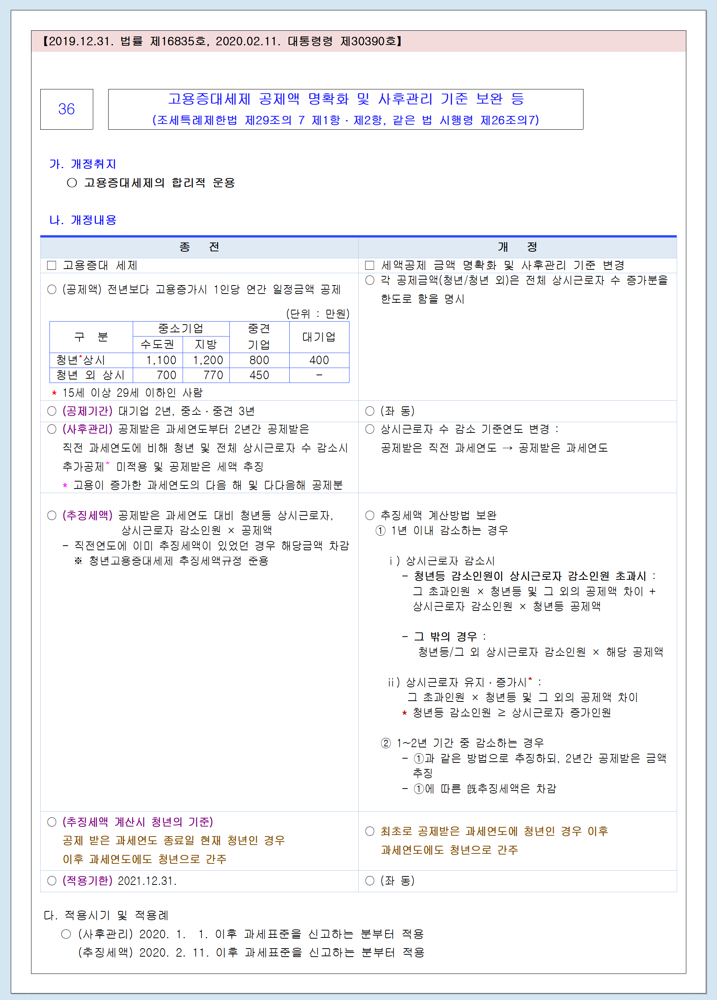 【2019.12.31. 법률 제16835호, 2020.02.11. 대통령령 제30390호】
36
고용증대세제 공제액 명확화 및 사후관리 기준 보완 등
(조세특례제한법 제29조의 7 제1항·제2항, 같은 법 시행령 제26조의7)
가. 개정취지
○ 고용증대세제의 합리적 운용
나. 개정내용
종 전
개 정
□ 고용증대 세제
□ 세액공제 금액 명확화 및 사후관리 기준 변경
○ (공제액) 전년보다 고용증가시 1인당 연간 일정금액 공제
(단위 : 만원)
구 분
중소기업
중견
기업
대기업
수도권
지방
청년*상시 1,100 1,200 800 400
청년 외 상시 700 770 450 -
* 15세 이상 29세 이하인 사람
○ 각 공제금액(청년/청년 외)은 전체 상시근로자 수 증가분을
한도로 함을 명시
○ (공제기간) 대기업 2년, 중소·중견 3년
○ (좌 동)
○ (사후관리) 공제받은 과세연도부터 2년간 공제받은
직전 과세연도에 비해 청년 및 전체 상시근로자 수 감소시
추가공제* 미적용 및 공제받은 세액 추징
* 고용이 증가한 과세연도의 다음 해 및 다다음해 공제분
○ 상시근로자 수 감소 기준연도 변경 :
공제받은 직전 과세연도 → 공제받은 과세연도
○ (추징세액) 공제받은 과세연도 대비 청년등 상시근로자,
상시근로자 감소인원 × 공제액
- 직전연도에 이미 추징세액이 있었던 경우 해당금액 차감
※ 청년고용증대세제 추징세액규정 준용
○ 추징세액 계산방법 보완
① 1년 이내 감소하는 경우
ⅰ) 상시근로자 감소시
- 청년등 감소인원이 상시근로자 감소인원 초과시 :
그 초과인원 × 청년등 및 그 외의 공제액 차이 +
상시근로자 감소인원 × 청년등 공제액
- 그 밖의 경우 :
청년등/그 외 상시근로자 감소인원 × 해당 공제액
ⅱ) 상시근로자 유지·증가시* :
그 초과인원 × 청년등 및 그 외의 공제액 차이
* 청년등 감소인원 ≥ 상시근로자 증가인원
② 1~2년 기간 중 감소하는 경우
- ①과 같은 방법으로 추징하되, 2년간 공제받은 금액
추징
- ①에 따른 旣추징세액은 차감
○ (추징세액 계산시 청년의 기준)
공제 받은 과세연도 종료일 현재 청년인 경우
이후 과세연도에도 청년으로 간주
○ 최초로 공제받은 과세연도에 청년인 경우 이후
과세연도에도 청년으로 간주
○ (적용기한) 2021.12.31.
○ (좌 동)
다. 적용시기 및 적용례
○ (사후관리) 2020. 1. 1. 이후 과세표준을 신고하는 분부터 적용
(추징세액) 2020. 2. 11. 이후 과세표준을 신고하는 분부터 적용